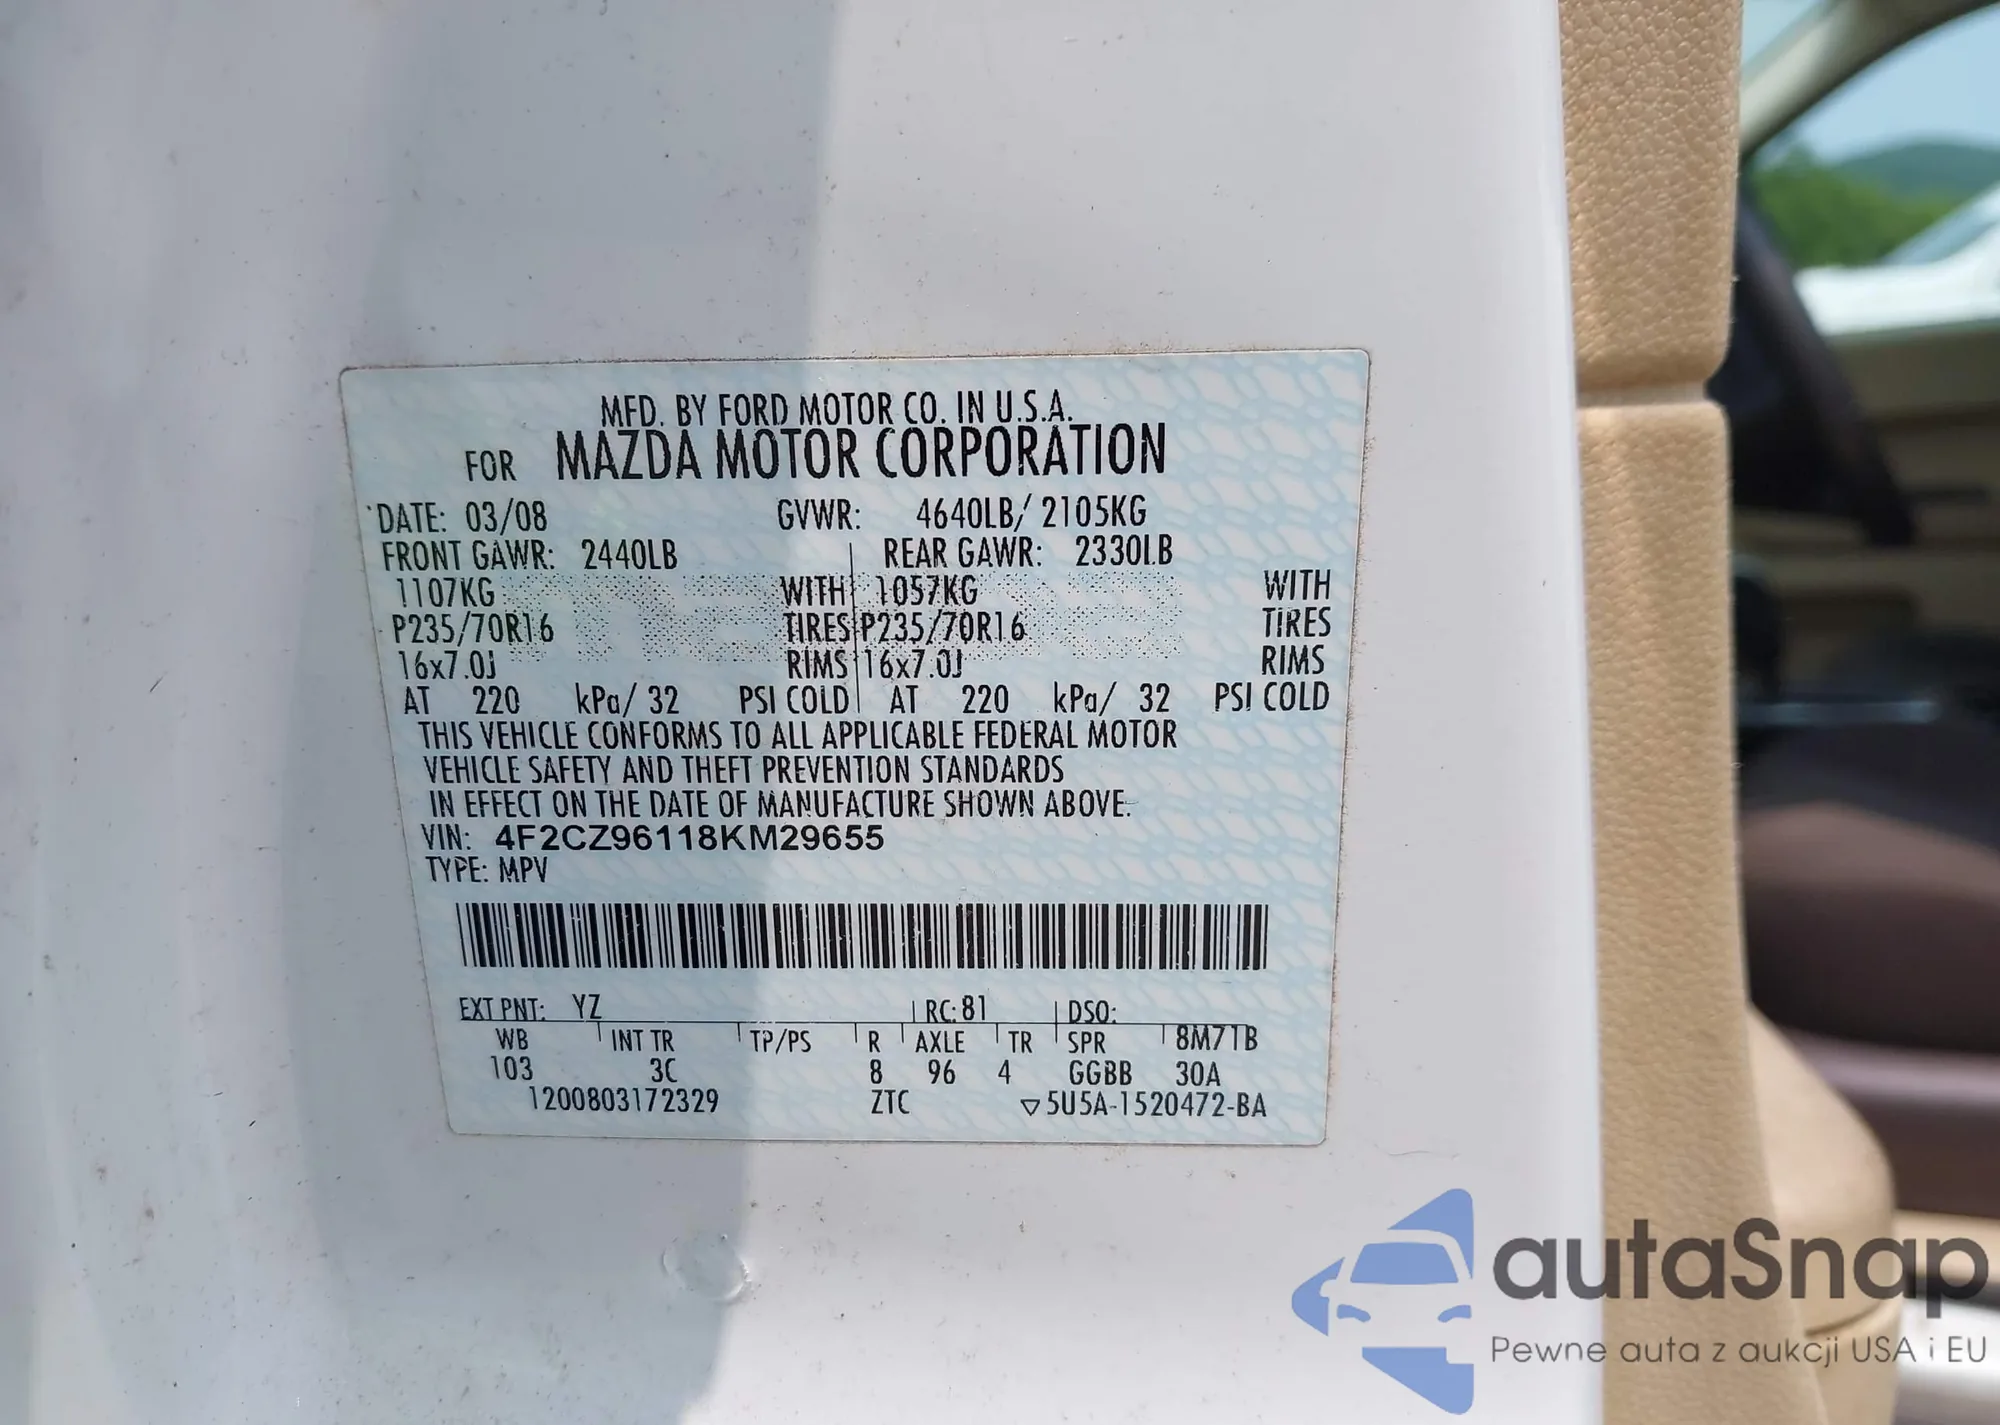 MFD. BY FORD MOTOR CO. IN U.S.A.
FOR MAZDA MOTOR CORPORATION
DATE: 03/08 GVWR: 4640LB/ 2105KG
FRONT GAWR: 2440LB REAR GAWR: 2330LB
1107KG WITH 1057KG WITH
P235/70R16 TIRES P235/70R16 TIRES
16x7.0J RIMS 16x7.0J RIMS
AT 220 kPa/ 32 PSI COLD AT 220 kPa/ 32 PSI COLD
THIS VEHICLE CONFORMS TO ALL APPLICABLE FEDERAL MOTOR
VEHICLE SAFETY AND THEFT PREVENTION STANDARDS
IN EFFECT ON THE DATE OF MANUFACTURE SHOWN ABOVE.
VIN: 4F2CZ96118KM29655
TYPE: MPV
EXT PNT: YZ RC: 81 DSO:
WB INT TR TP/PS R AXLE TR SPR 8M71B
103 3C 8 96 4 GGBB 30A
1200803172329 ZTC ▽5U5A-1520472-BA
autaSnap
Pewne auta z aukcji USA i EU